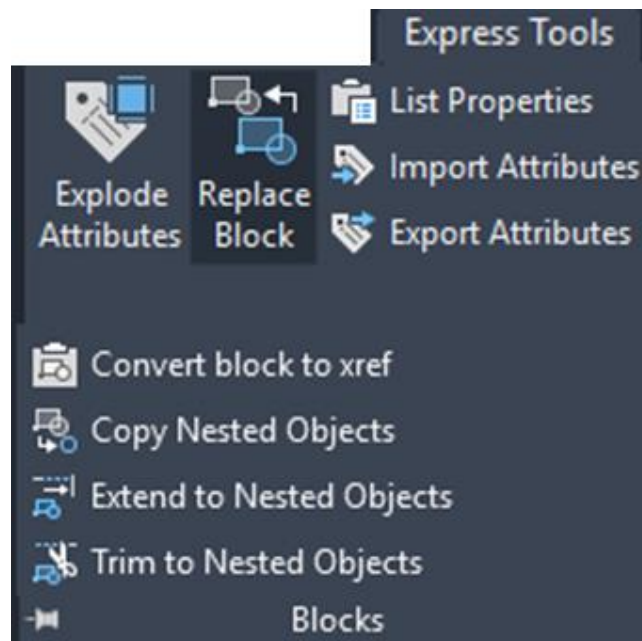 Express Tools
Explode
Attributes
Replace
Block
List Properties
Import Attributes
Export Attributes
Convert block to xref
Copy Nested Objects
Extend to Nested Objects
Trim to Nested Objects
Blocks